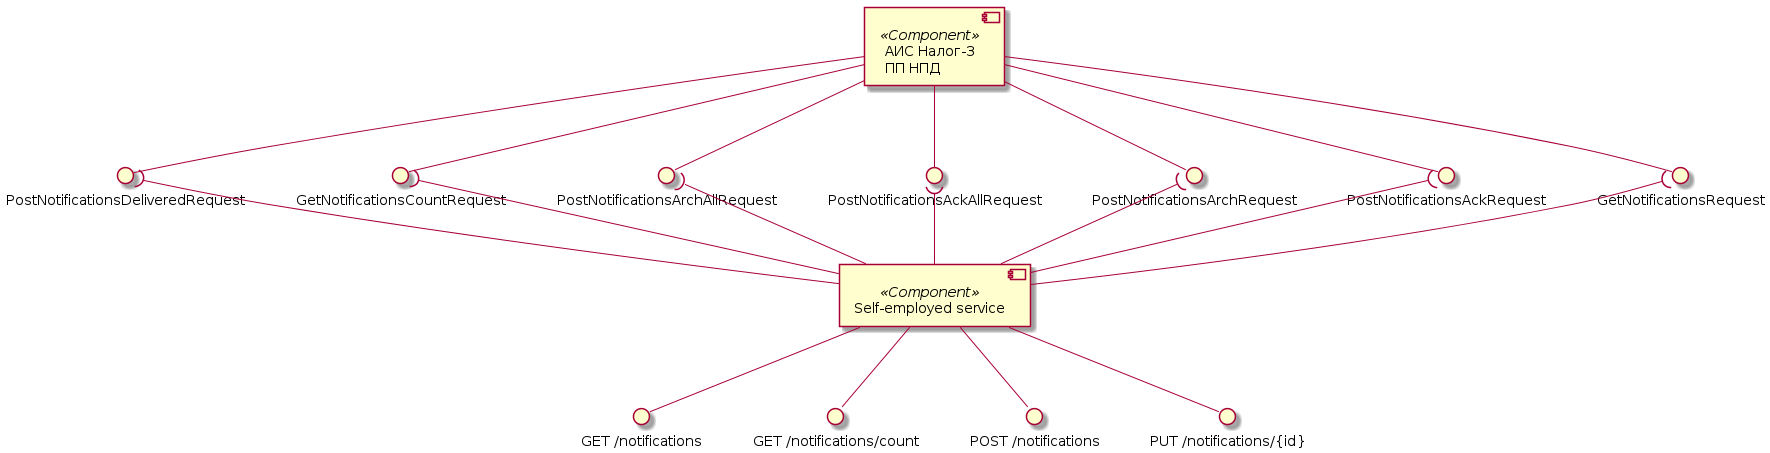 «Component»
АИС Налог-3
ПП НПД
PostNotificationsDeliveredRequest
GetNotificationsCountRequest
PostNotificationsArchAllRequest
PostNotificationsAckAllRequest
PostNotificationsArchRequest
PostNotificationsAckRequest
GetNotificationsRequest
«Component»
Self-employed service
GET /notifications
GET /notifications/count
POST /notifications
PUT /notifications/{id}